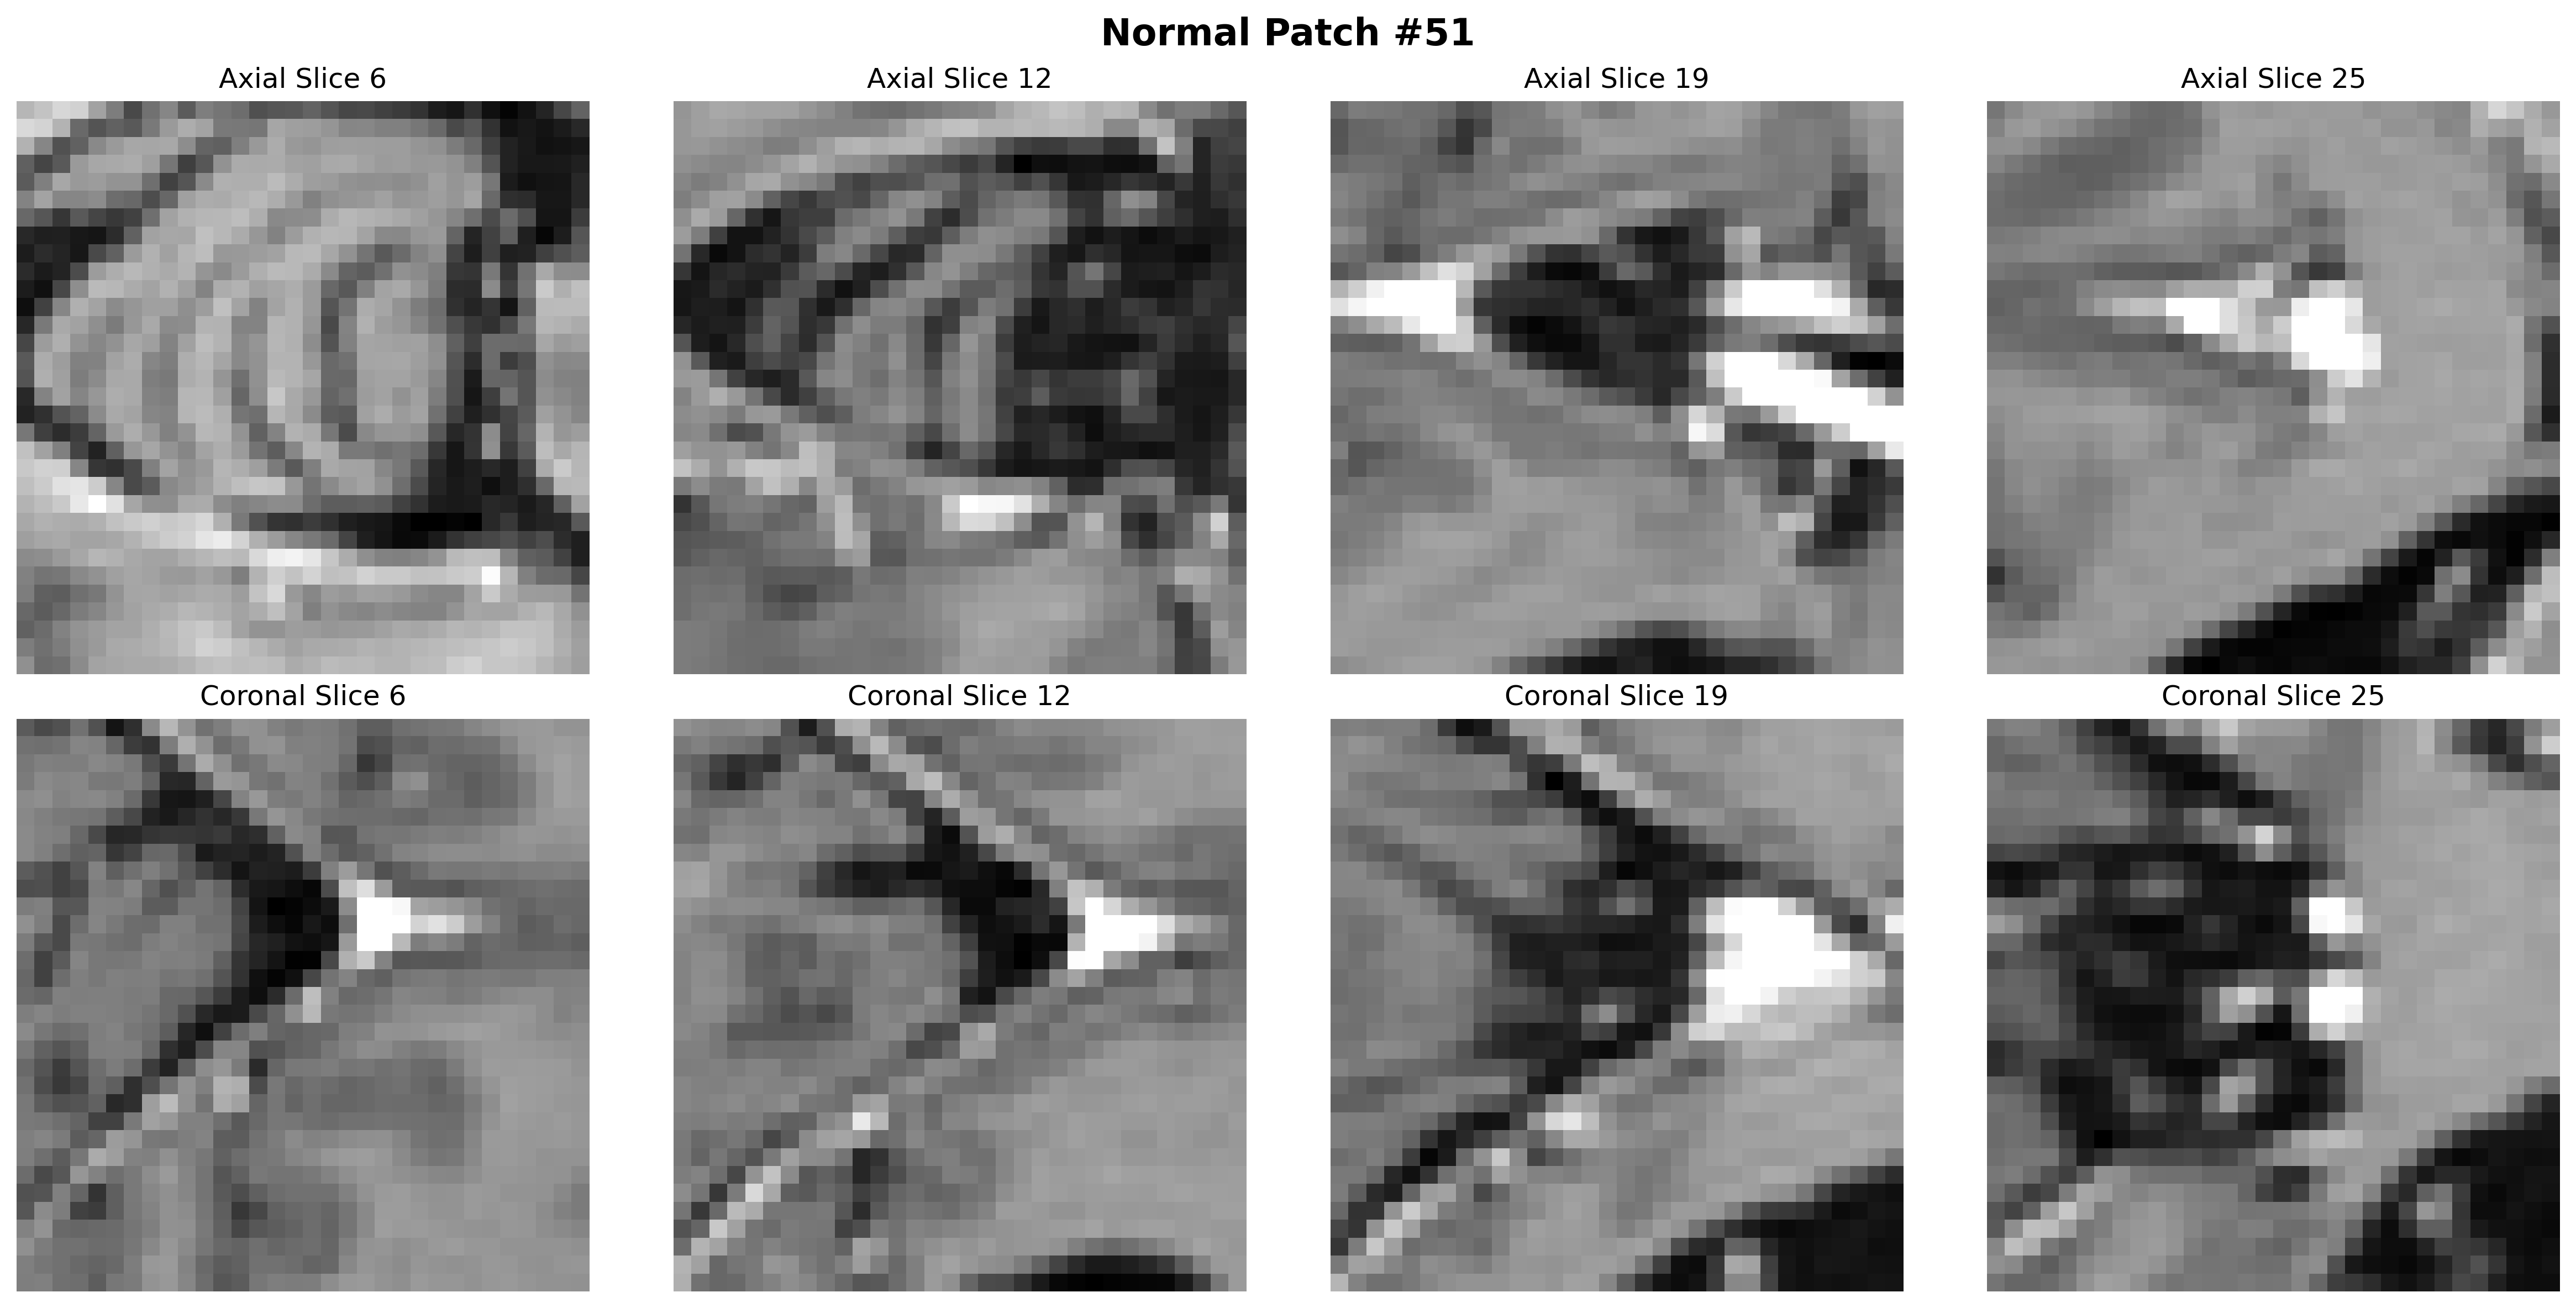 Normal Patch #51
Axial Slice 6
Axial Slice 12
Axial Slice 19
Axial Slice 25
Coronal Slice 6
Coronal Slice 12
Coronal Slice 19
Coronal Slice 25